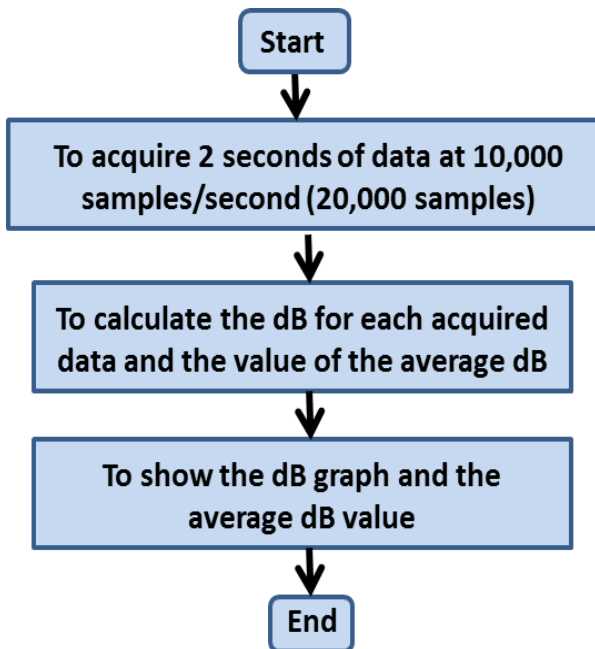 Start
To acquire 2 seconds of data at 10,000
samples/second (20,000 samples)
To calculate the dB for each acquired
data and the value of the average dB
To show the dB graph and the
average dB value
End